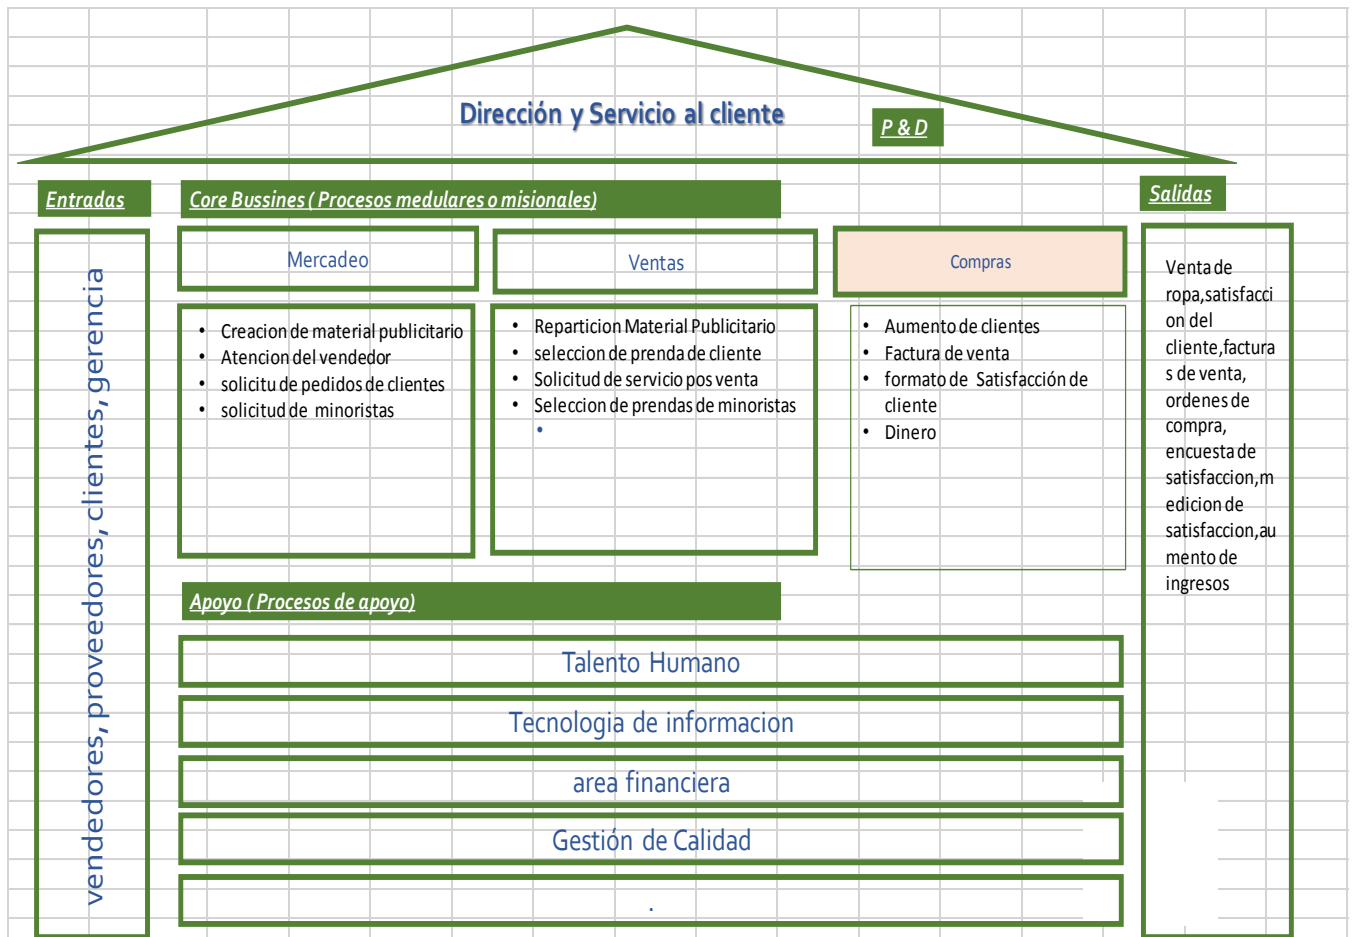 Dirección y Servicio al cliente
P & D
Entradas
Core Bussines ( Procesos medulares o misionales)
Salidas
vendedores, proveedores, clientes, gerencia
Mercadeo
Ventas
Compras
• Creacion de material publicitario
• Atencion del vendedor
• solicitu de pedidos de clientes
• solicitud de minoristas
• Reparticion Material Publicitario
• seleccion de prenda de cliente
• Solicitud de servicio pos venta
• Seleccion de prendas de minoristas
•
• Aumento de clientes
• Factura de venta
• formato de Satisfacción de
cliente
• Dinero
Venta de
ropa,satisfacci
on del
cliente,factura
s de venta,
ordenes de
compra,
encuesta de
satisfaccion,m
edicion de
satisfaccion,au
mento de
ingresos
Apoyo ( Procesos de apoyo)
Talento Humano
Tecnologia de informacion
area financiera
Gestión de Calidad
.